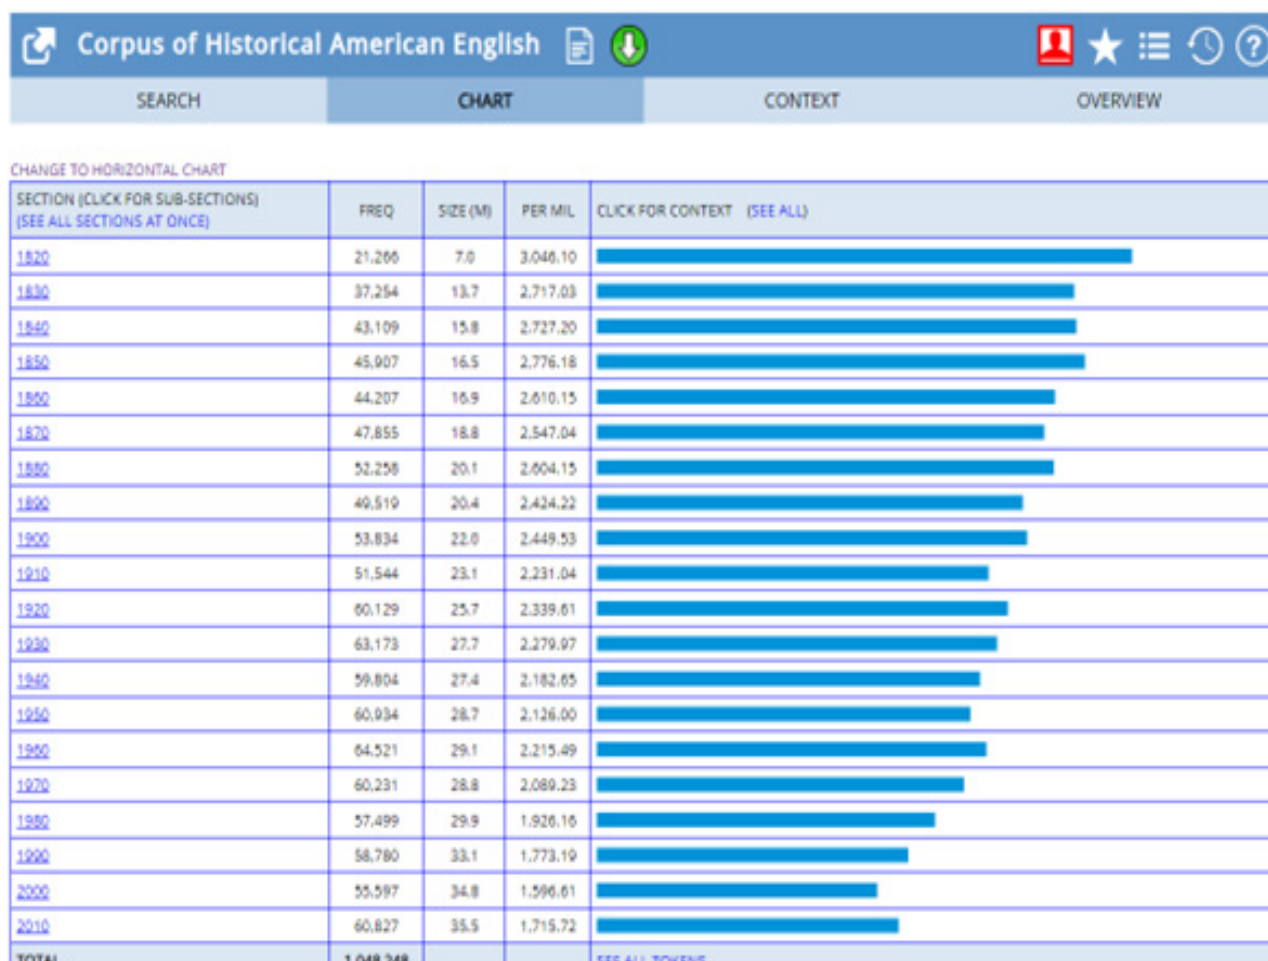 Corpus of Historical American English
SEARCH CHART CONTEXT OVERVIEW
CHANGE TO HORIZONTAL CHART
SECTION (CLICK FOR SUB-SECTIONS)
(SEE ALL SECTIONS AT ONCE) FREQ SIZE (M) PER MIL CLICK FOR CONTEXT (SEE ALL)
1820 21,266 7.0 3,046.10
1830 37,254 13.7 2,717.03
1840 43,109 15.8 2,727.20
1850 45,907 16.5 2,776.18
1860 44,207 16.9 2,610.15
1870 47,855 18.8 2,547.04
1880 52,258 20.1 2,604.15
1890 49,519 20.4 2,424.22
1900 53,834 22.0 2,449.53
1910 51,544 23.1 2,231.04
1920 60,129 25.7 2,339.61
1930 63,173 27.7 2,279.97
1940 59,804 27.4 2,182.65
1950 60,934 28.7 2,126.00
1960 64,521 29.1 2,215.49
1970 60,231 28.8 2,089.23
1980 57,499 29.9 1,926.16
1990 58,780 33.1 1,773.19
2000 55,597 34.8 1,596.61
2010 60,827 35.5 1,715.72
TOTAL 1,048,248 SEE ALL TOKENS